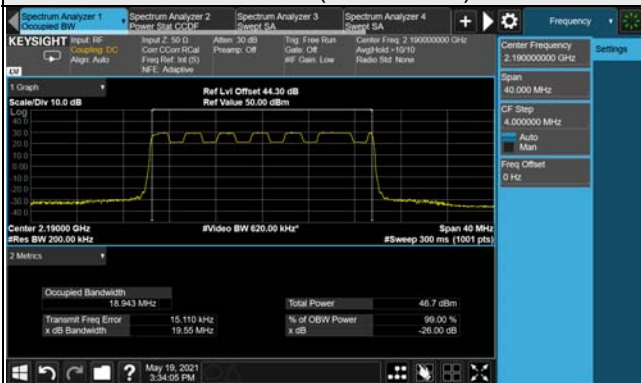 Spectrum Analyzer 1
Occupied BW
Spectrum Analyzer 2
Power Stat CCDF
Spectrum Analyzer 3
Swept SA
Spectrum Analyzer 4
Swept SA
Frequency
KEYSIGHT
Input: RF
Coupling: DC
Align: Auto
Input Z: 50 Ω
Corr CCorr RCal
Freq Ref: Int (S)
NFE: Adaptive
Atten: 30 dB
Preamp: Off
Trig: Free Run
Gate: Off
#IF Gain: Low
Center Freq: 2.190000000 GHz
Avg|Hold:>10/10
Radio Std: None
Center Frequency
2.190000000 GHz
Settings
Span
40.000 MHz
CF Step
4.000000 MHz
Auto
Man
Freq Offset
0 Hz
1 Graph
Scale/Div 10.0 dB
Ref Lvl Offset 44.30 dB
Ref Value 50.00 dBm
Log
40.0
30.0
20.0
10.0
0.00
-10.0
-20.0
-30.0
-40.0
Center 2.19000 GHz
#Res BW 200.00 kHz
#Video BW 620.00 kHz*
Span 40 MHz
#Sweep 300 ms (1001 pts)
2 Metrics
Occupied Bandwidth
18.943 MHz
Total Power 46.7 dBm
Transmit Freq Error 15.110 kHz
% of OBW Power 99.00 %
x dB Bandwidth 19.55 MHz
x dB -26.00 dB
May 19, 2021
3:34:05 PM